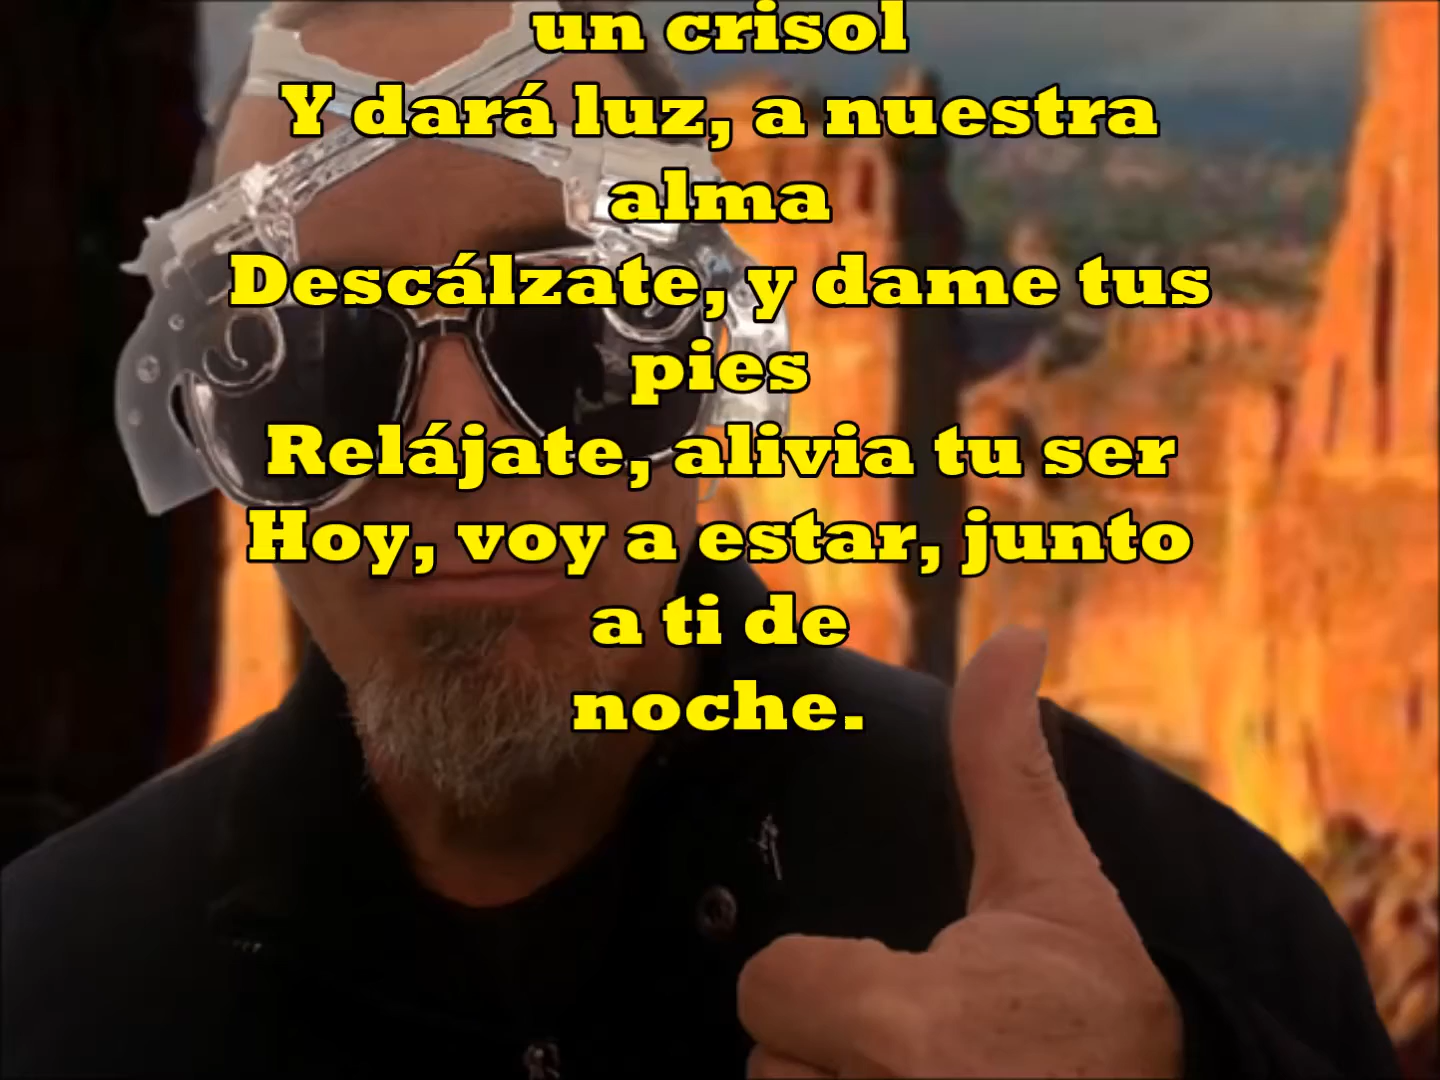 un crisol
Y dará luz, a nuestra
alma
Descálzate, y dame tus
pies
Relájate, alivia tu ser
Hoy, voy a estar, junto
a ti de
noche.